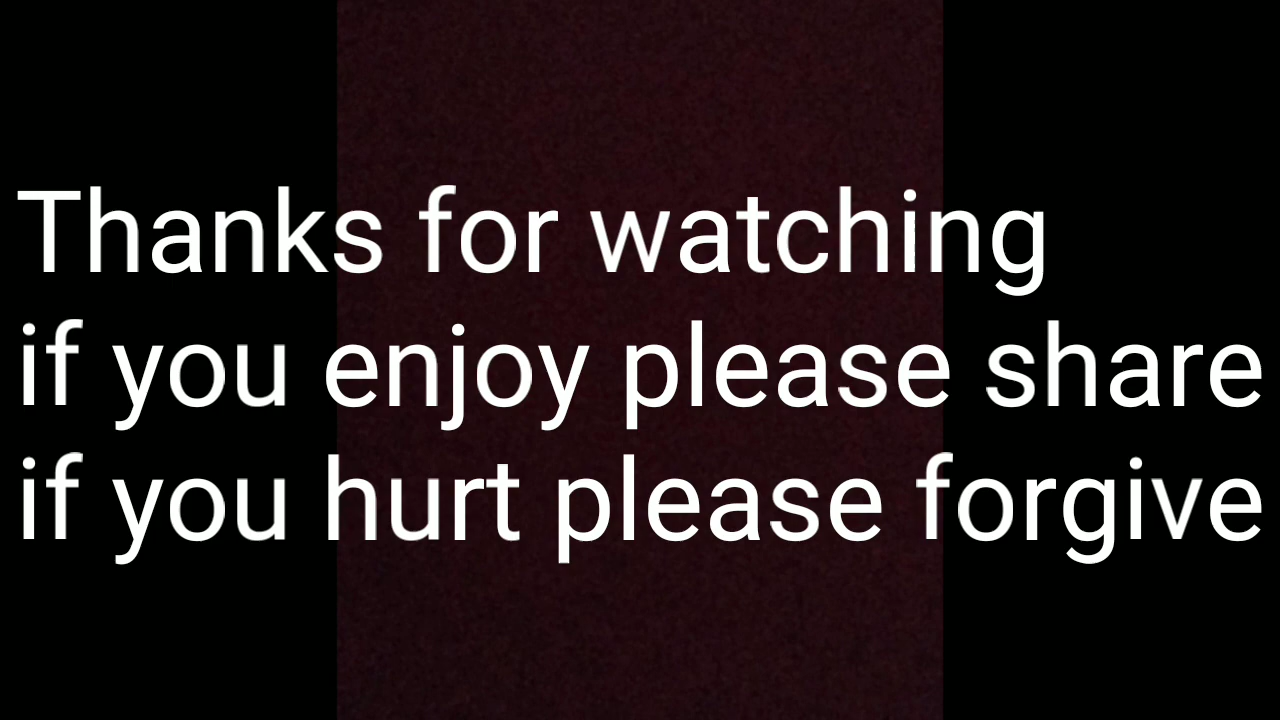 Thanks for watching
if you enjoy please share
if you hurt please forgive